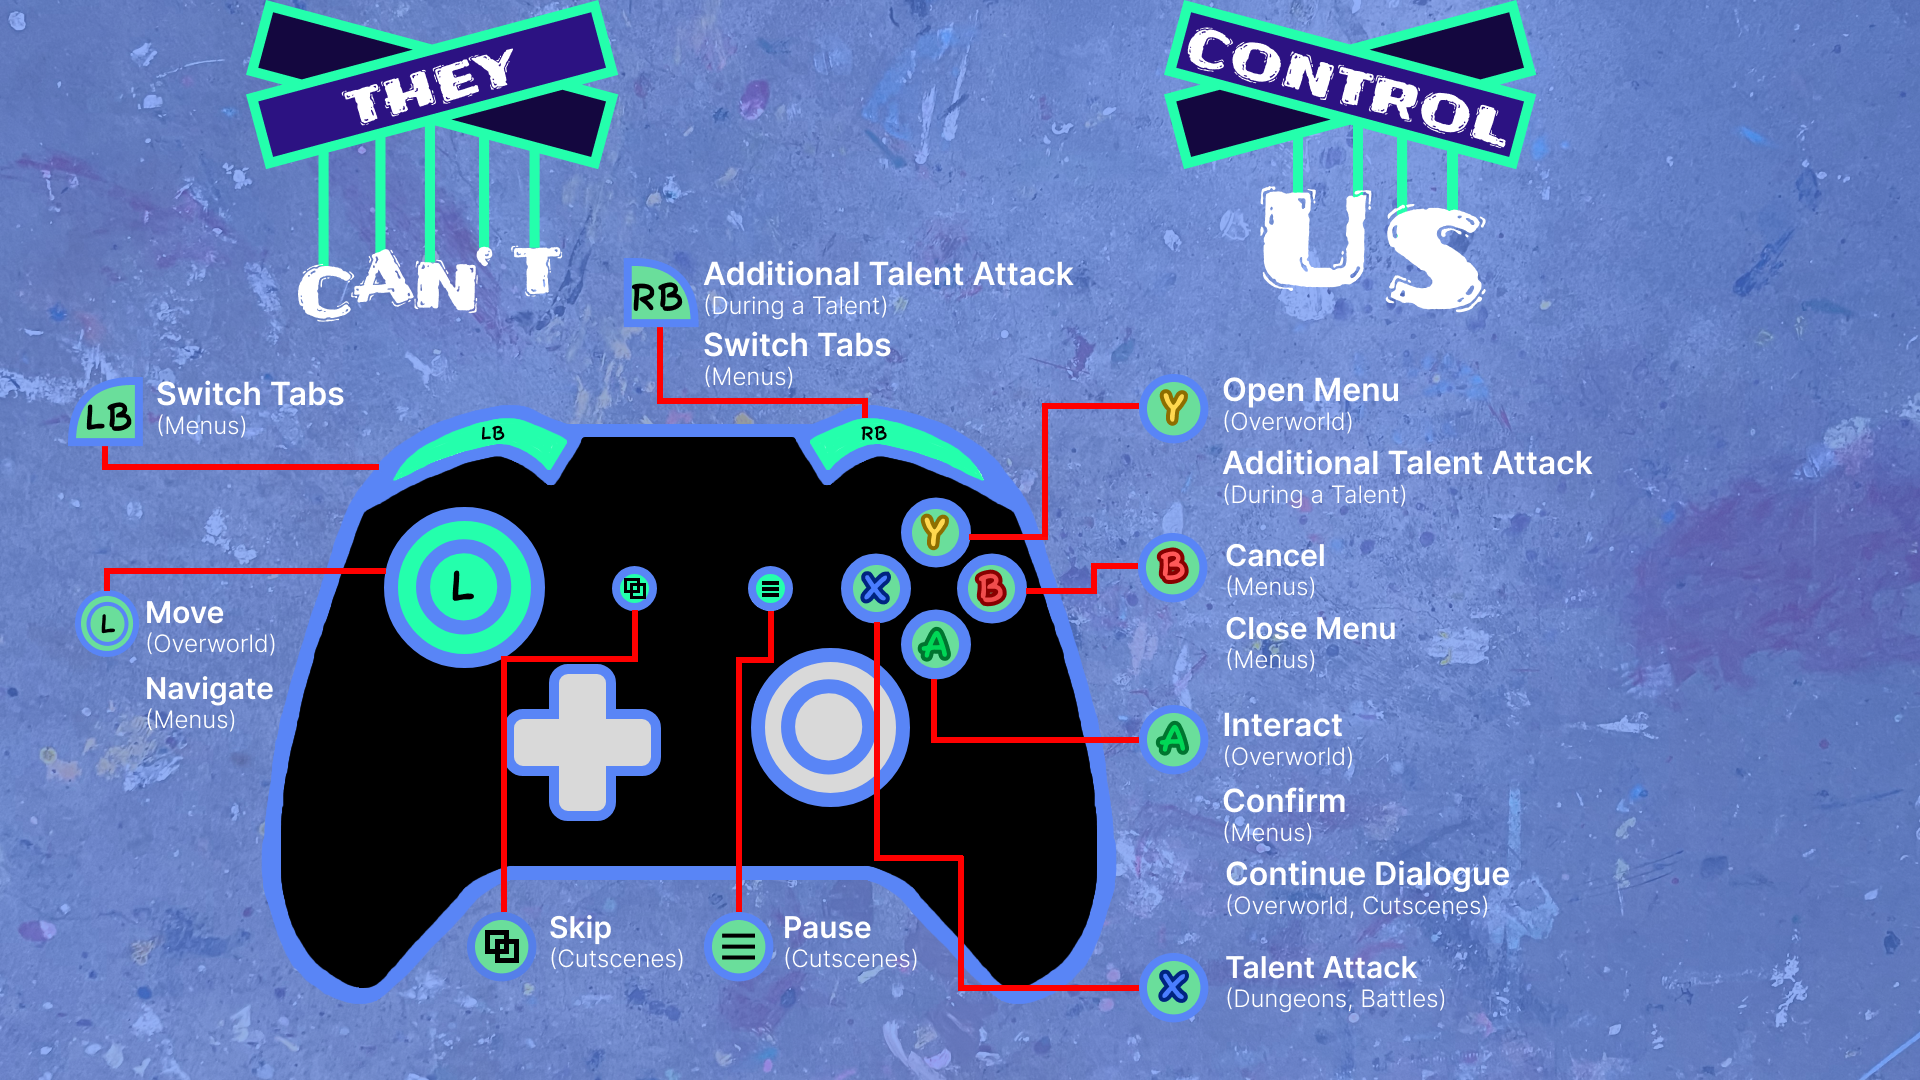 THEY
CAN'T
CONTROL
US
RB
Additional Talent Attack
(During a Talent)
Switch Tabs
(Menus)
LB
Switch Tabs
(Menus)
Y
Open Menu
(Overworld)
Additional Talent Attack
(During a Talent)
LB
RB
L
Y
X
B
A
B
Cancel
(Menus)
Close Menu
(Menus)
L
Move
(Overworld)
Navigate
(Menus)
A
Interact
(Overworld)
Confirm
(Menus)
Continue Dialogue
(Overworld, Cutscenes)
Skip
(Cutscenes)
Pause
(Cutscenes)
X
Talent Attack
(Dungeons, Battles)